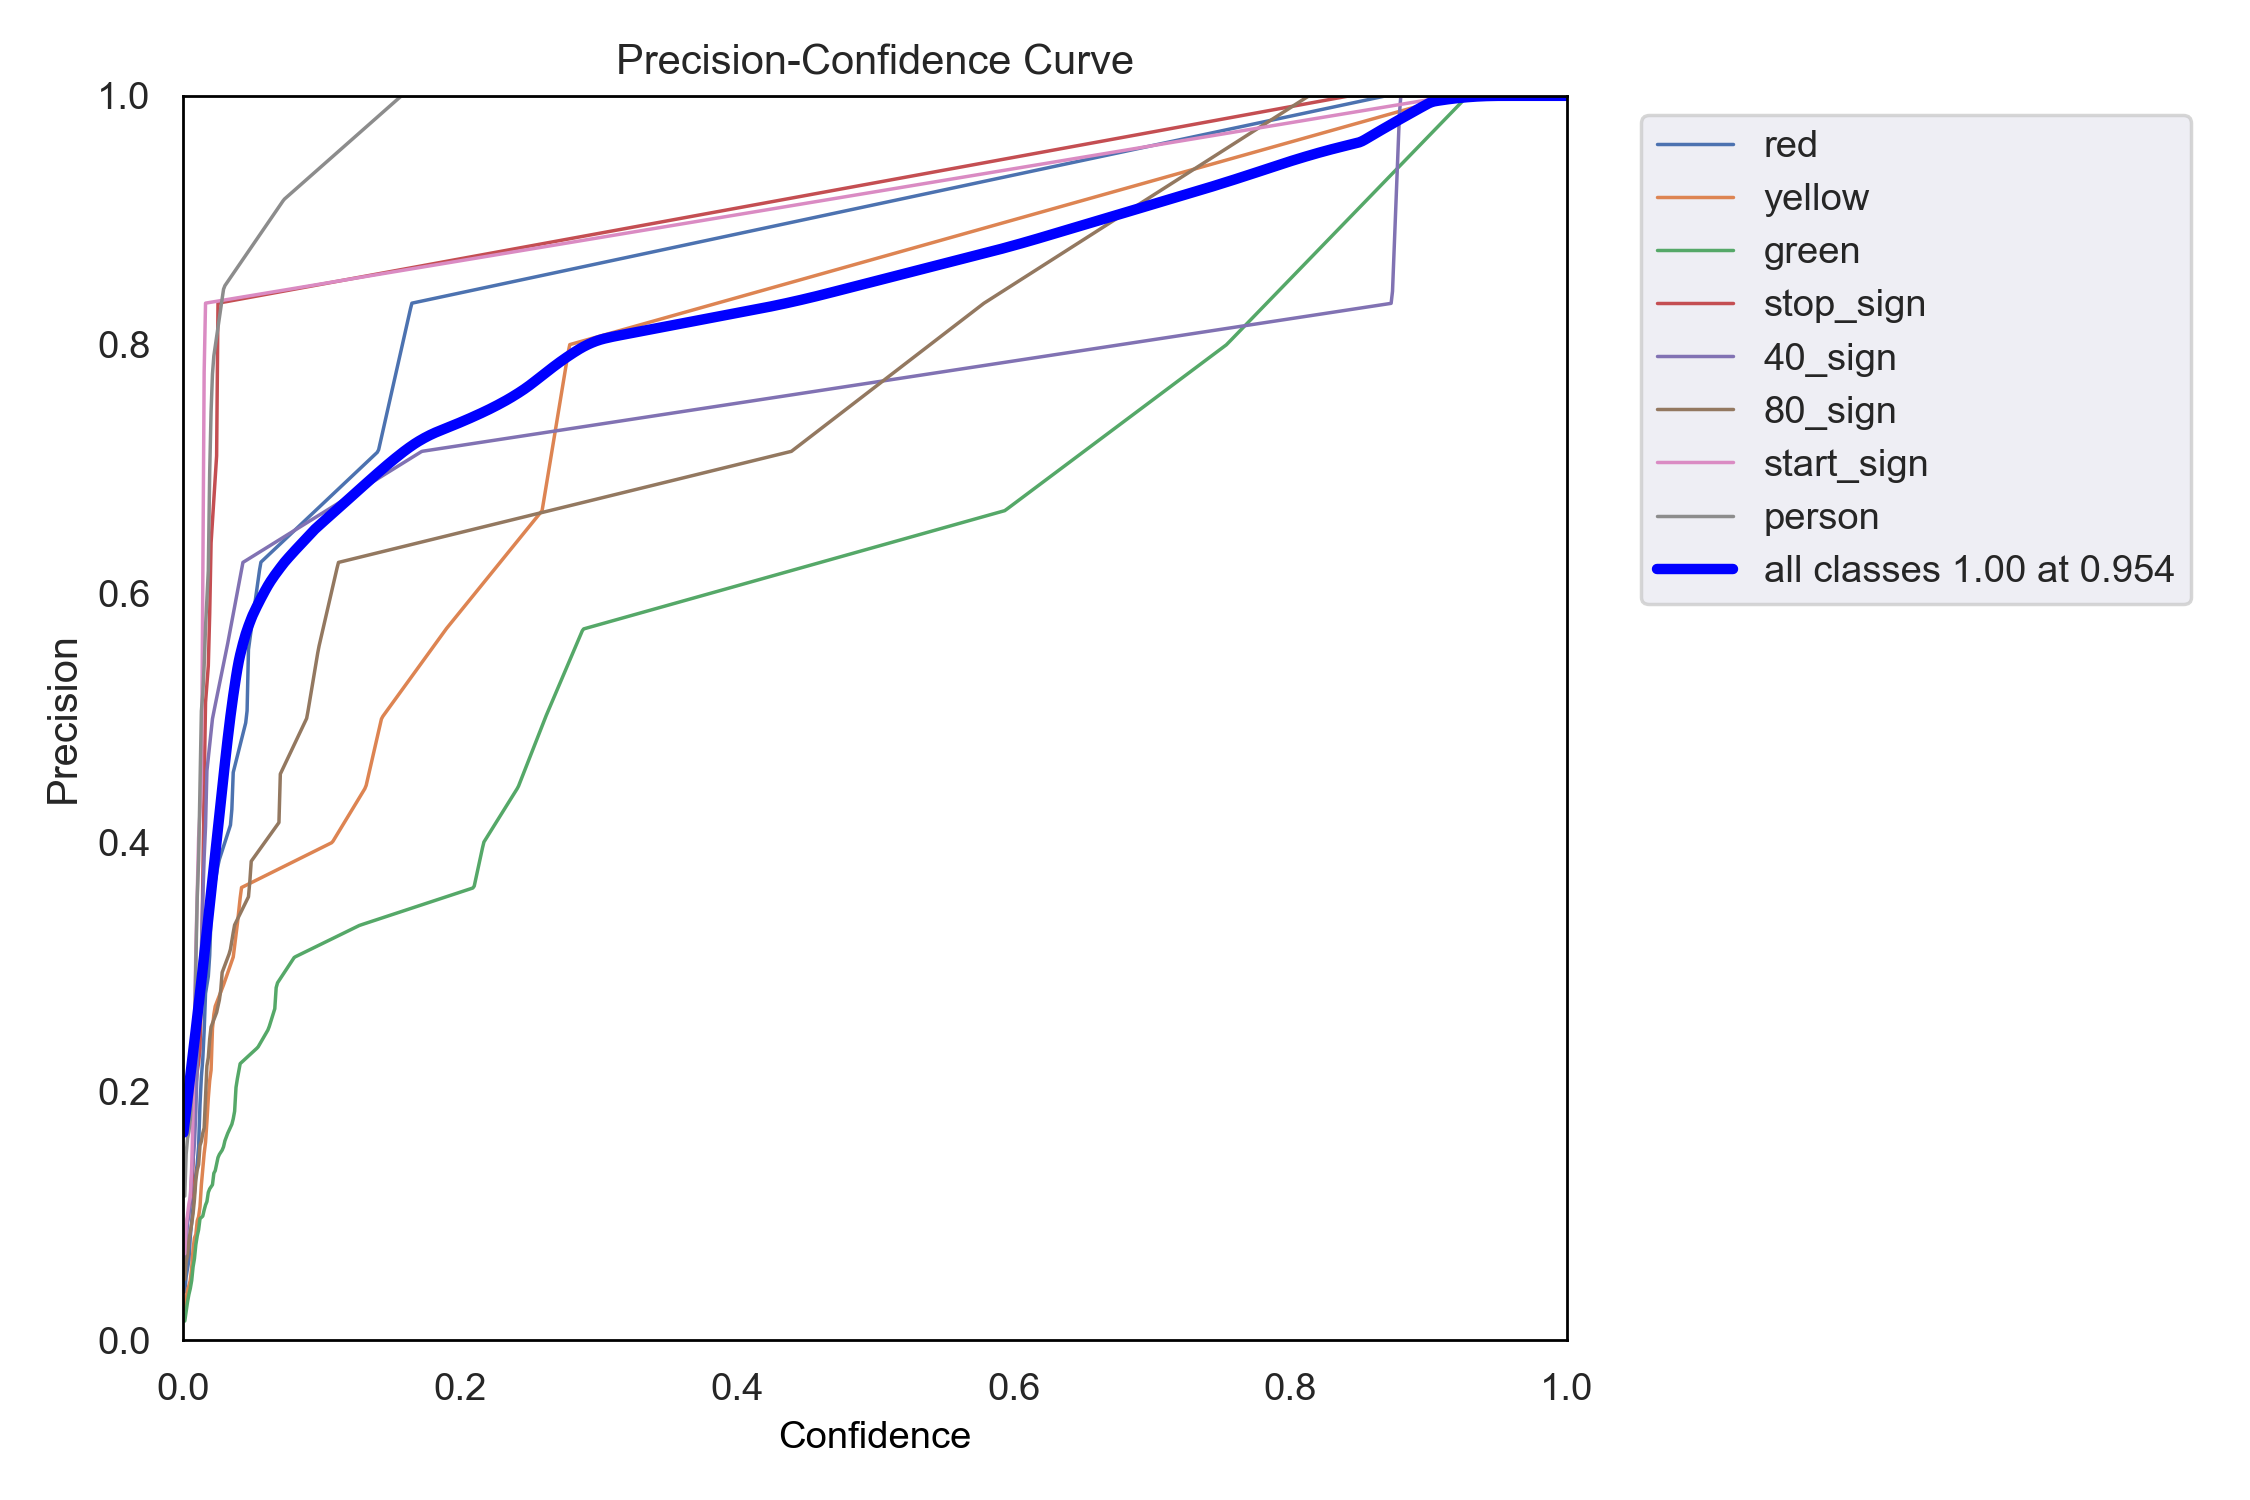 Precision-Confidence Curve
1.0
0.8
0.6
0.4
0.2
0.0
Precision
0.0 0.2 0.4 0.6 0.8 1.0
Confidence
red
yellow
green
stop_sign
40_sign
80_sign
start_sign
person
all classes 1.00 at 0.954